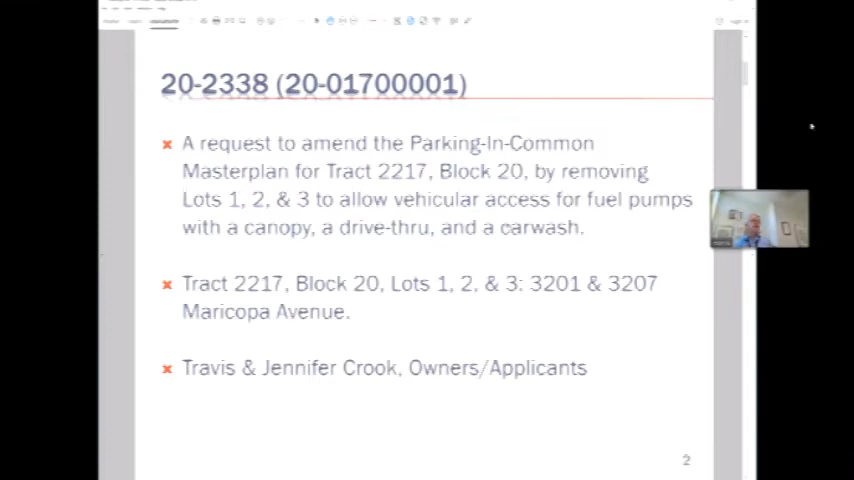 20-2338 (20-01700001)
A request to amend the Parking-In-Common
Masterplan for Tract 2217, Block 20, by removing
Lots 1, 2, & 3 to allow vehicular access for fuel pumps
with a canopy, a drive-thru, and a carwash.
Tract 2217, Block 20, Lots 1, 2, & 3: 3201 & 3207
Maricopa Avenue.
Travis & Jennifer Crook, Owners/Applicants
2